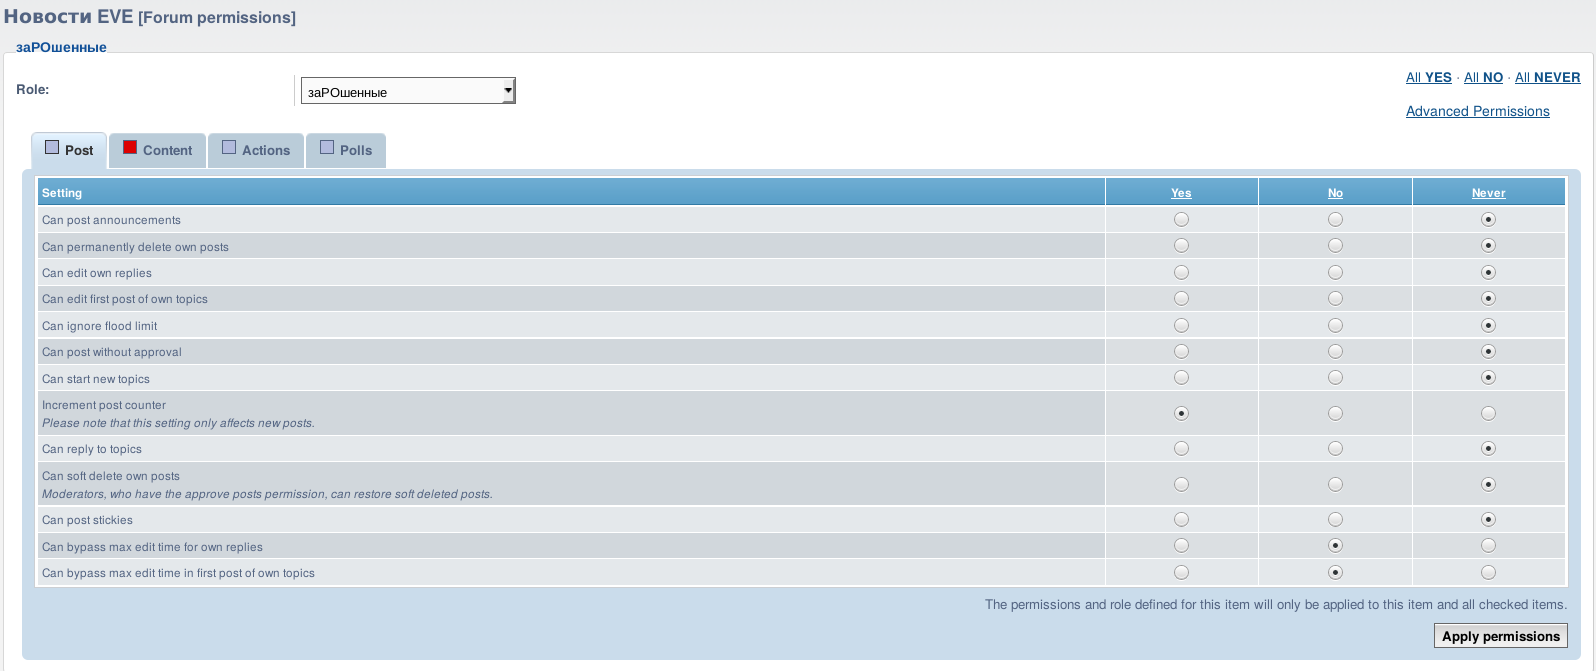 Новости EVE [Forum permissions]
заРОшенные
Role:
заРОшенные
All YES · All NO · All NEVER
Advanced Permissions
Post Content Actions Polls
Setting Yes No Never
Can post announcements
Can permanently delete own posts
Can edit own replies
Can edit first post of own topics
Can ignore flood limit
Can post without approval
Can start new topics
Increment post counter
Please note that this setting only affects new posts.
Can reply to topics
Can soft delete own posts
Moderators, who have the approve posts permission, can restore soft deleted posts.
Can post stickies
Can bypass max edit time for own replies
Can bypass max edit time in first post of own topics
The permissions and role defined for this item will only be applied to this item and all checked items.
Apply permissions